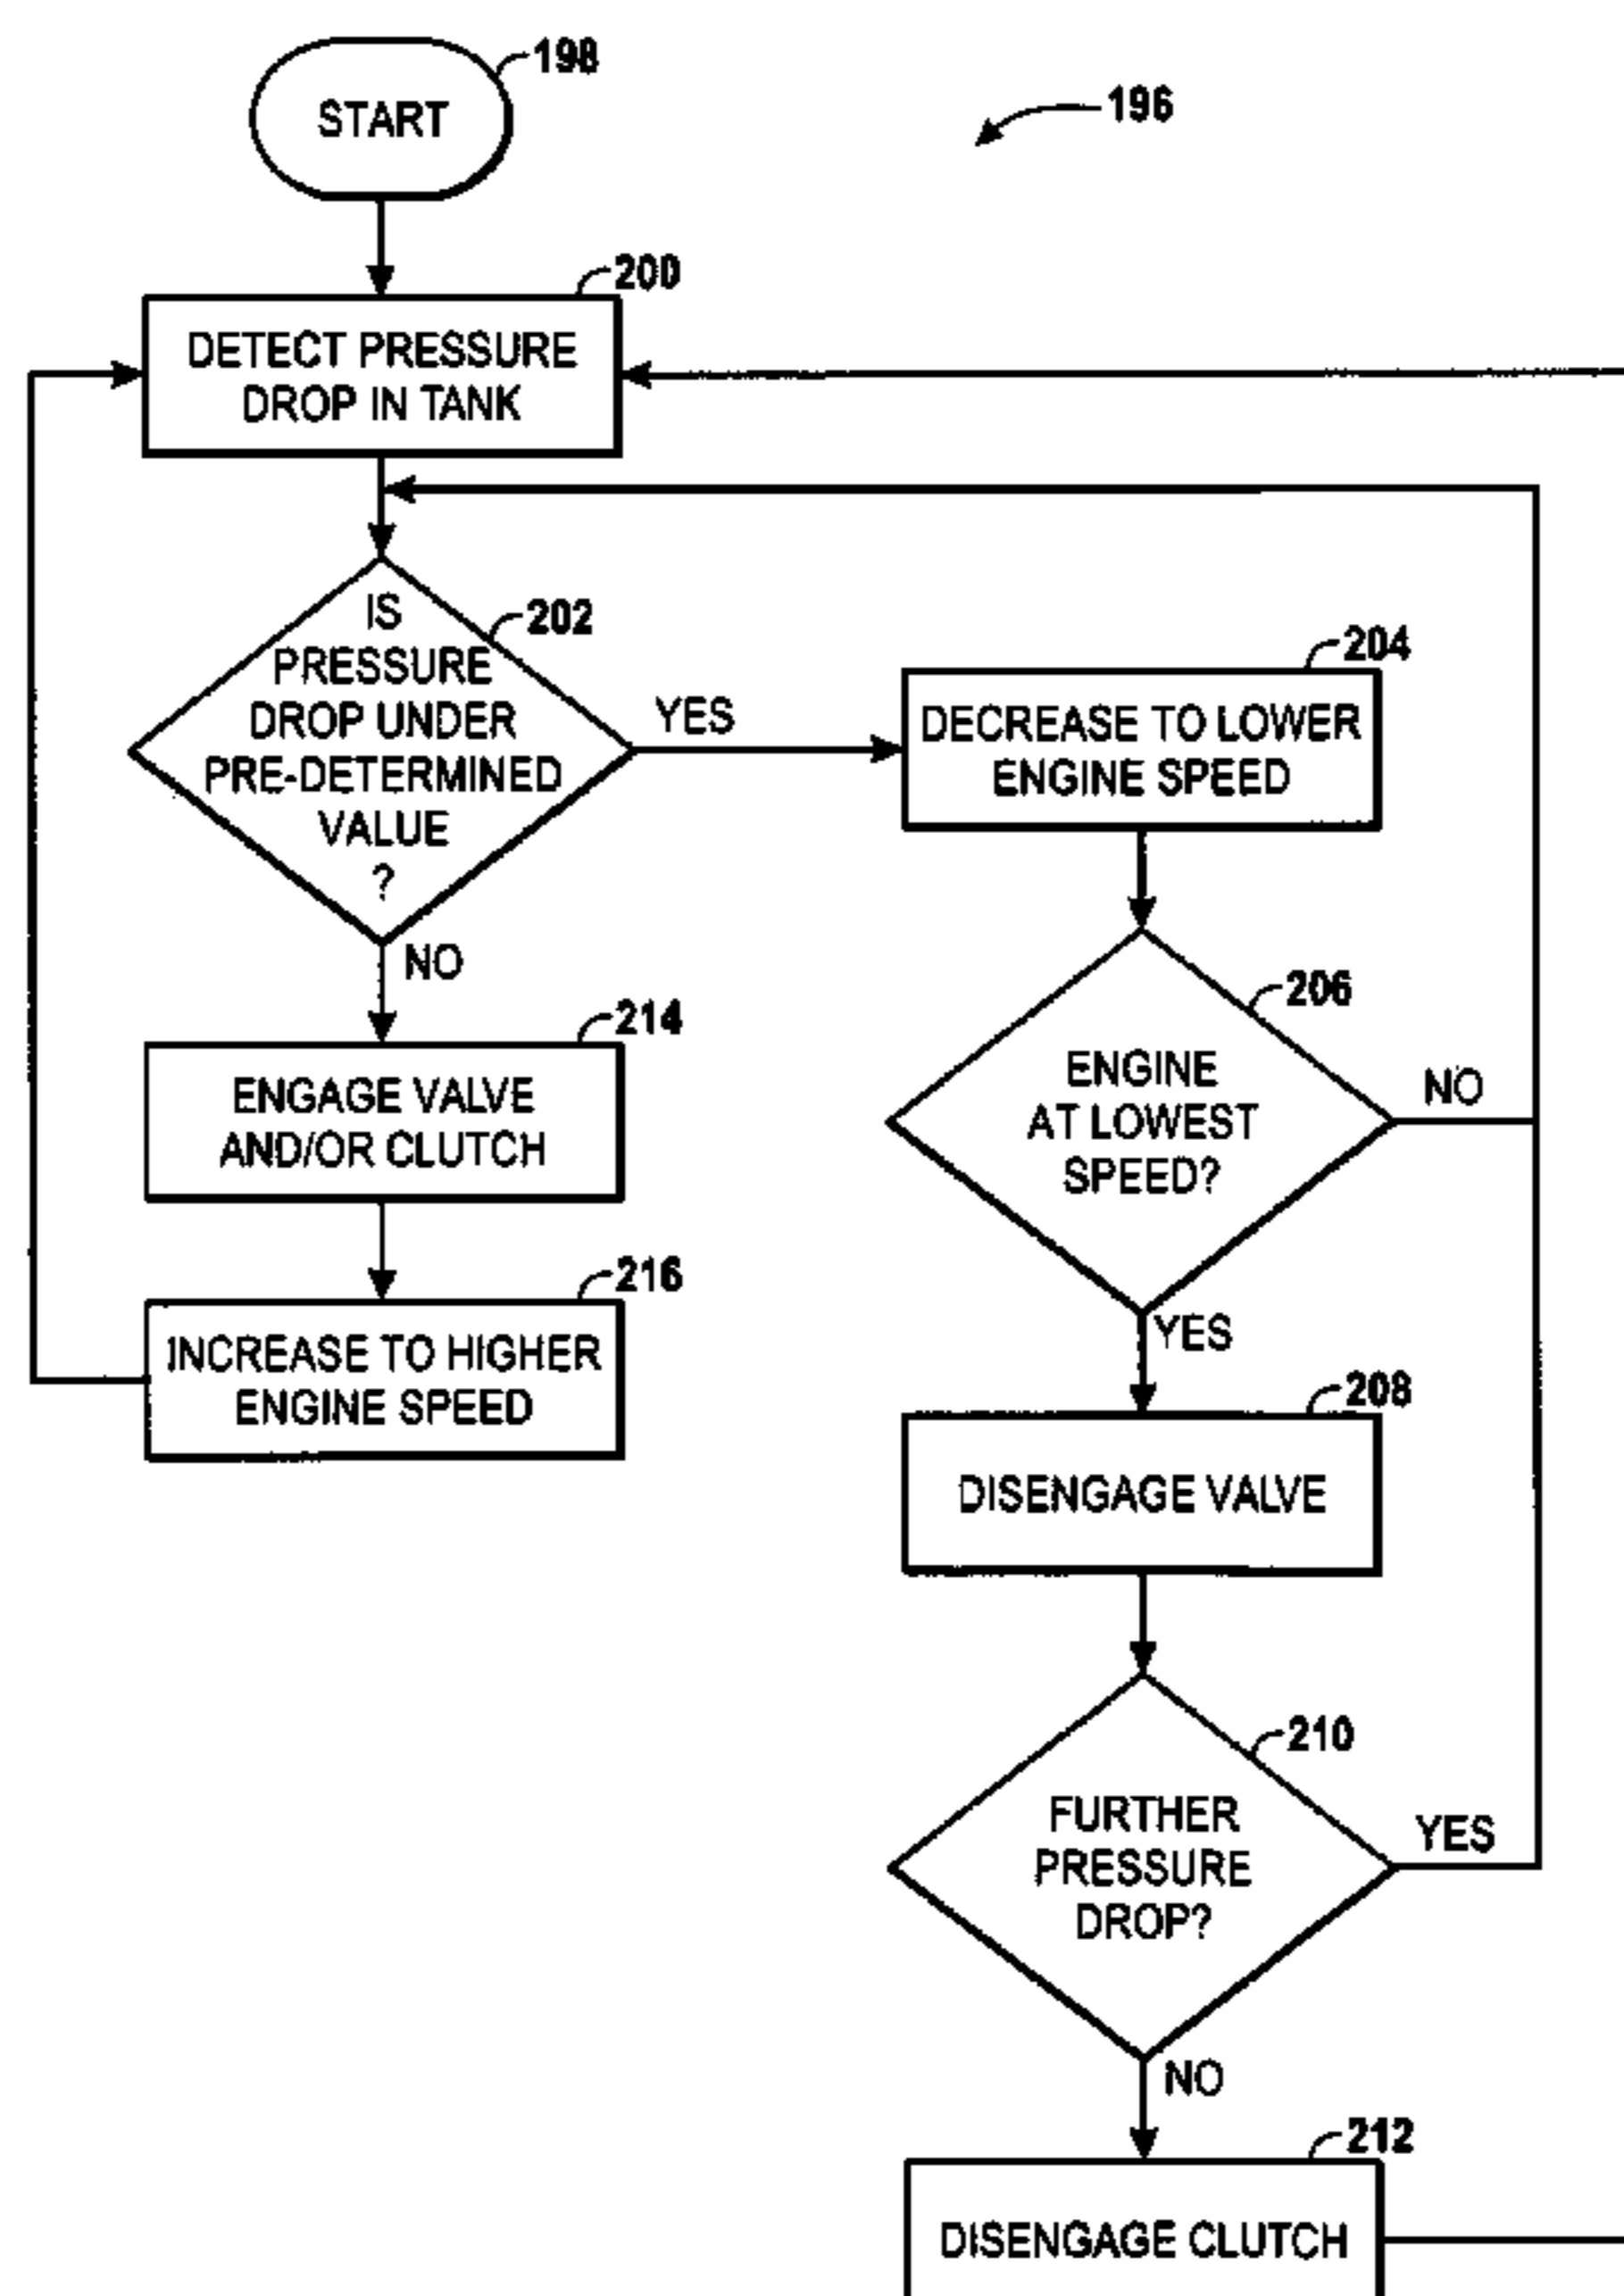 198
START
196
200
DETECT PRESSURE
DROP IN TANK
202
IS
PRESSURE
DROP UNDER
PRE-DETERMINED
VALUE
?
YES
204
DECREASE TO LOWER
ENGINE SPEED
NO
206
ENGINE
AT LOWEST
SPEED?
NO
214
ENGAGE VALVE
AND/OR CLUTCH
216
INCREASE TO HIGHER
ENGINE SPEED
YES
208
DISENGAGE VALVE
210
FURTHER
PRESSURE
DROP?
YES
NO
212
DISENGAGE CLUTCH